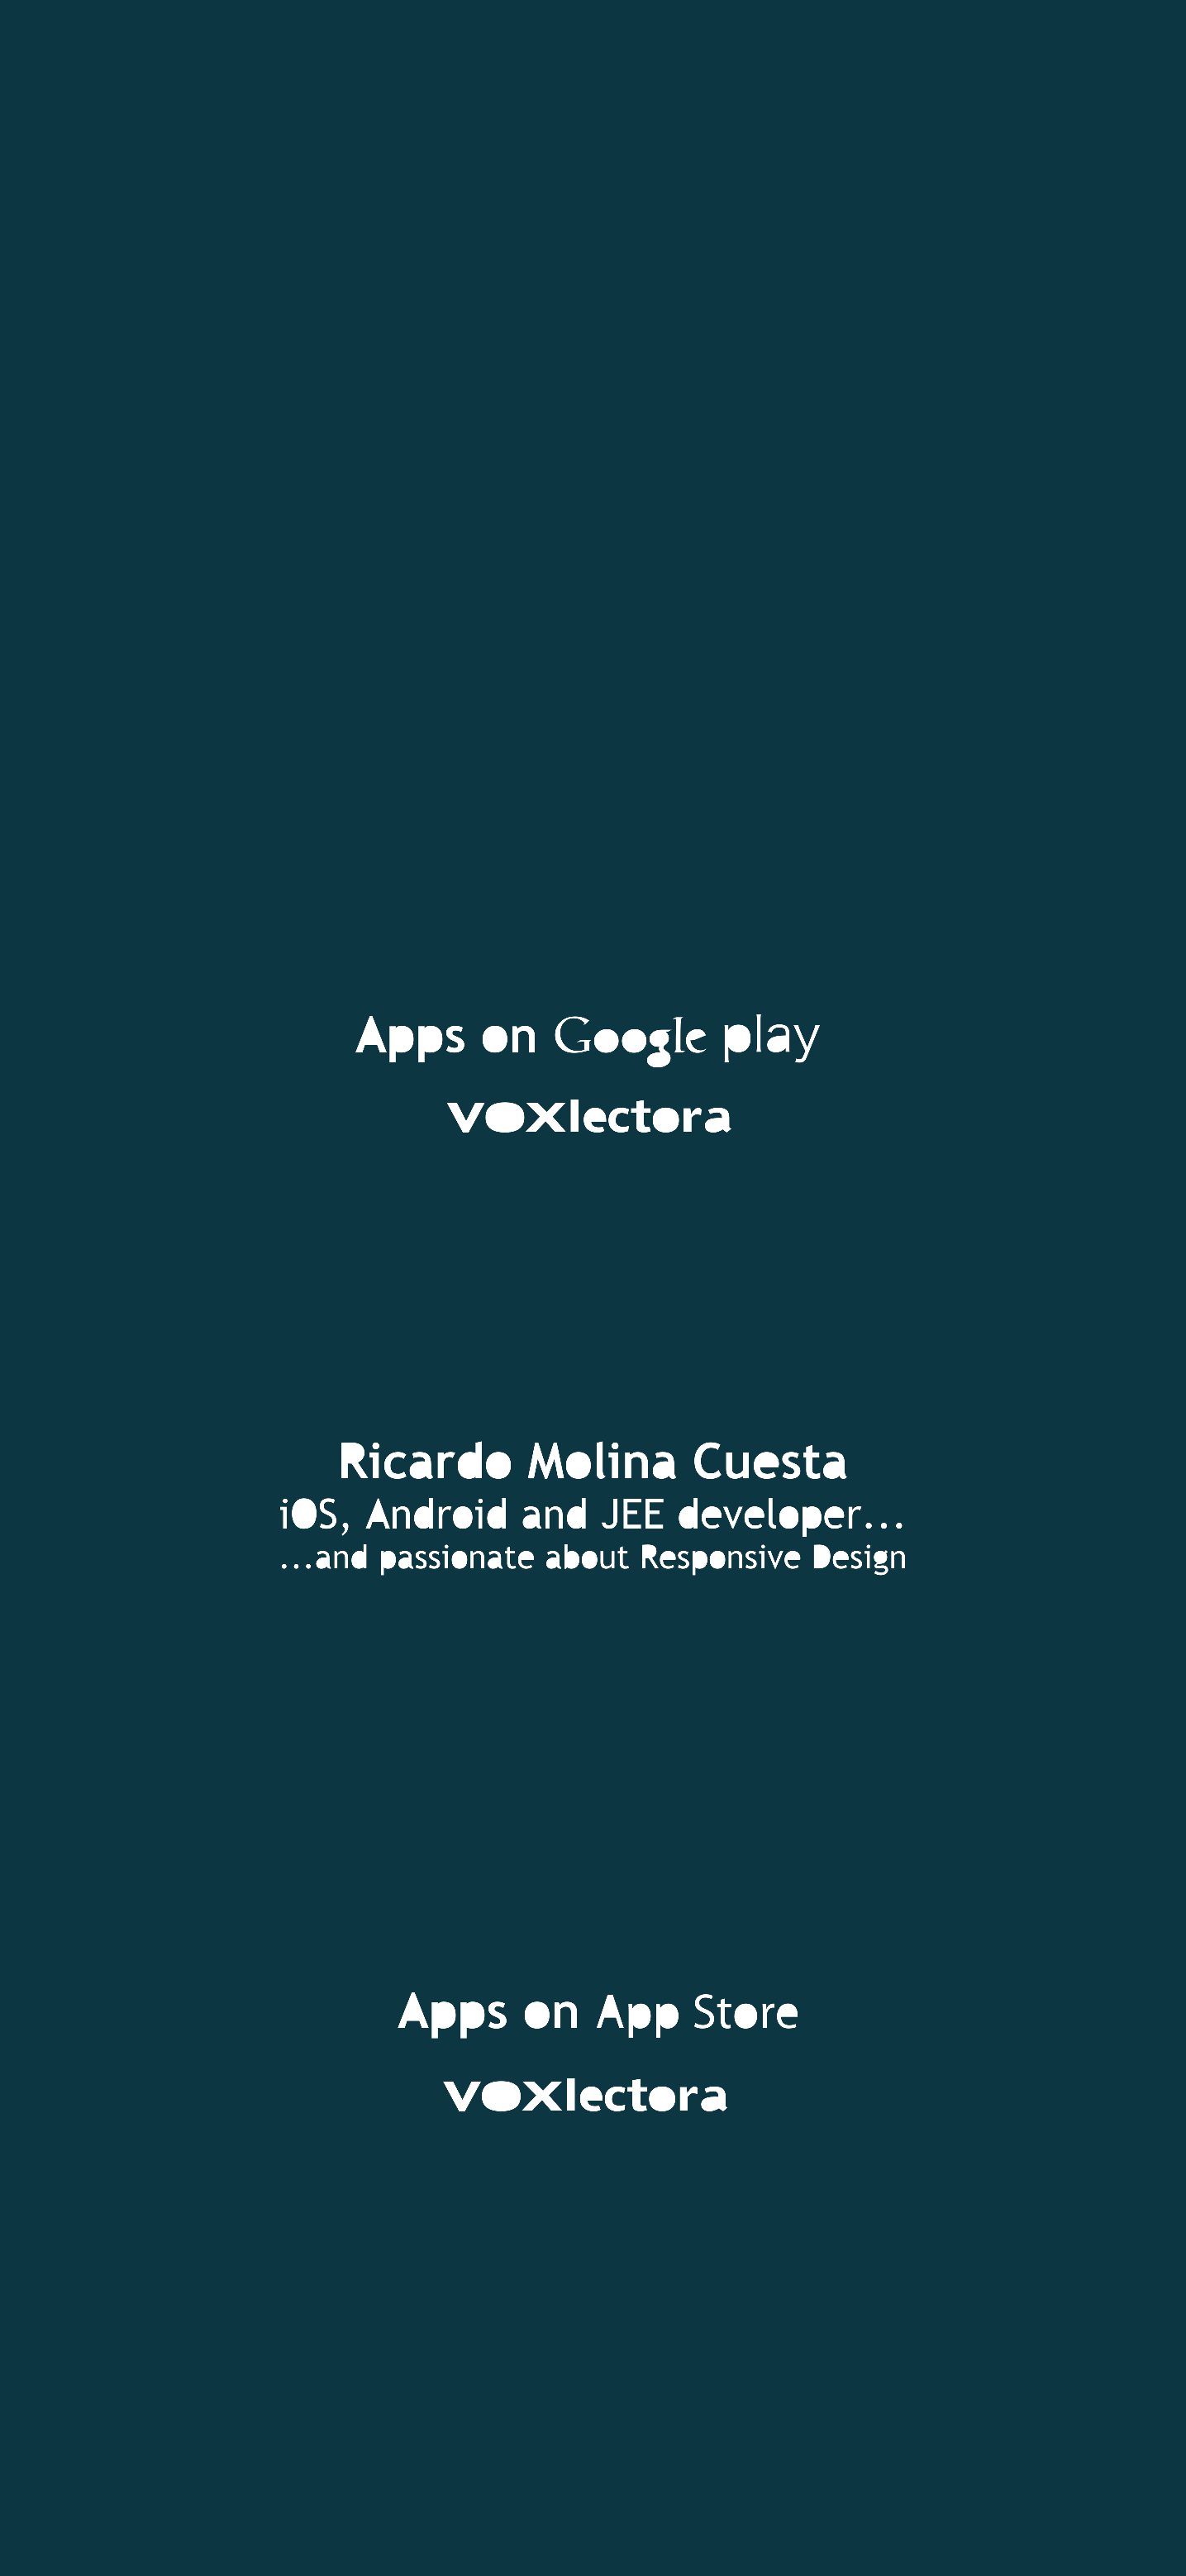 Apps on Google play
voxlectora
Ricardo Molina Cuesta
iOS, Android and JEE developer...
...and passionate about Responsive Design
Apps on App Store
voxlectora